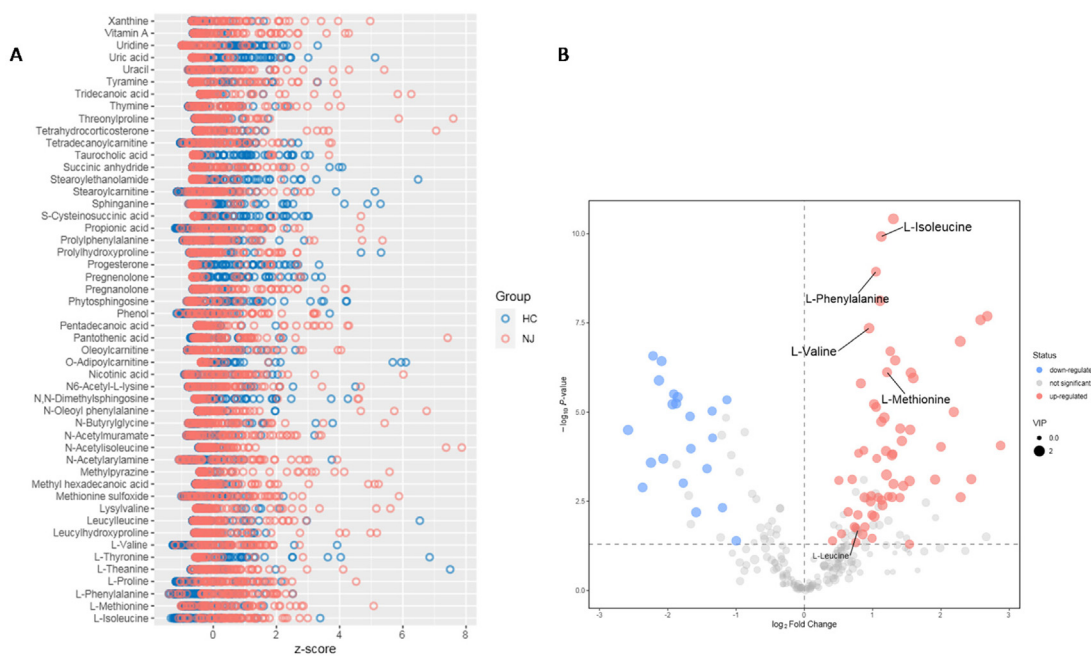 A
Xanthine
Vitamin A
Uridine
Uric acid
Uracil
Tyramine
Tridecanoic acid
Thymine
Threonylproline
Tetrahydrocorticosterone
Tetradecanoylcarnitine
Taurocholic acid
Succinic anhydride
Stearoylethanolamide
Stearoylcarnitine
Sphinganine
S-Cysteinosuccinic acid
Propionic acid
Prolylphenylalanine
Prolylhydroxyproline
Progesterone
Pregnenolone
Pregnanolone
Phytosphingosine
Phenol
Pentadecanoic acid
Pantothenic acid
Oleoylcarnitine
O-Adipoylcarnitine
Nicotinic acid
N6-Acetyl-L-lysine
N,N-Dimethylsphingosine
N-Oleoyl phenylalanine
N-Butyrylglycine
N-Acetylmuramate
N-Acetylisoleucine
N-Acetylarylamine
Methylpyrazine
Methyl hexadecanoic acid
Methionine sulfoxide
Lysylvaline
Leucylleucine
Leucylhydroxyproline
L-Valine
L-Thyronine
L-Theanine
L-Proline
L-Phenylalanine
L-Methionine
L-Isoleucine
0 2 4 6 8
z-score
Group
HC
NJ
B
10.0
7.5
5.0
2.5
0.0
− log₁₀ P-value
L-Isoleucine
L-Phenylalanine
L-Valine
L-Methionine
L-Leucine
-3 -2 -1 0 1 2 3
log₂ Fold Change
Status
down-regulate
not significant
up-regulated
VIP
0.0
2